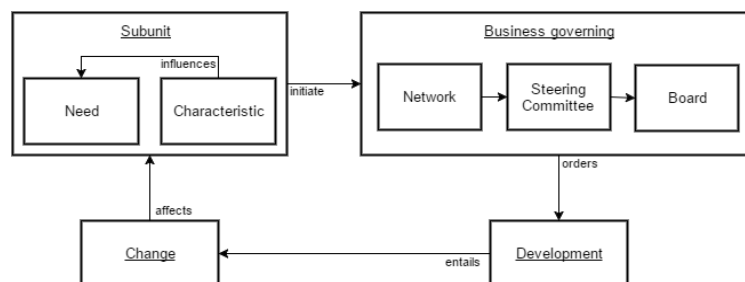 Subunit
influences
Need
Characteristic
initiate
Business governing
Network
Steering
Committee
Board
orders
affects
Change
entails
Development